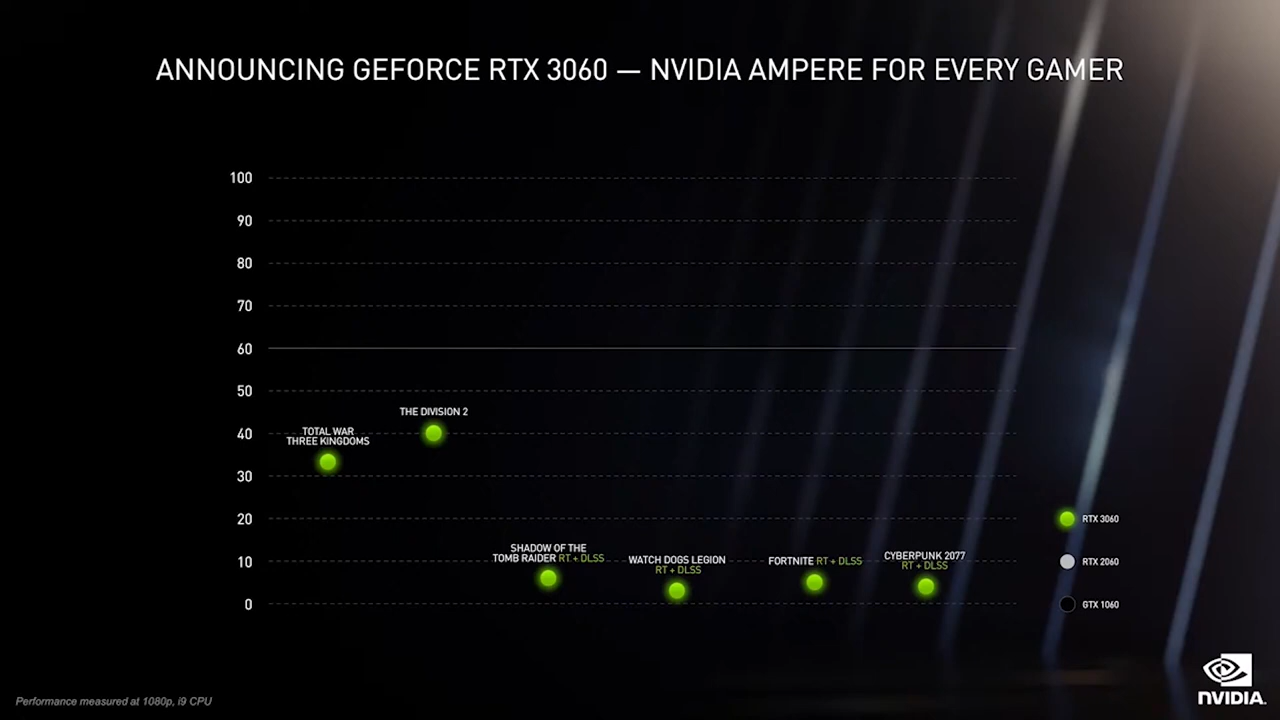 ANNOUNCING GEFORCE RTX 3060 — NVIDIA AMPERE FOR EVERY GAMER
100
90
80
70
60
50
40
30
20
10
0
THE DIVISION 2
TOTAL WAR
THREE KINGDOMS
SHADOW OF THE
TOMB RAIDER RT + DLSS
WATCH DOGS LEGION
RT + DLSS
FORTNITE RT + DLSS
CYBERPUNK 2077
RT + DLSS
RTX 3060
RTX 2060
GTX 1060
Performance measured at 1080p, i9 CPU
NVIDIA.